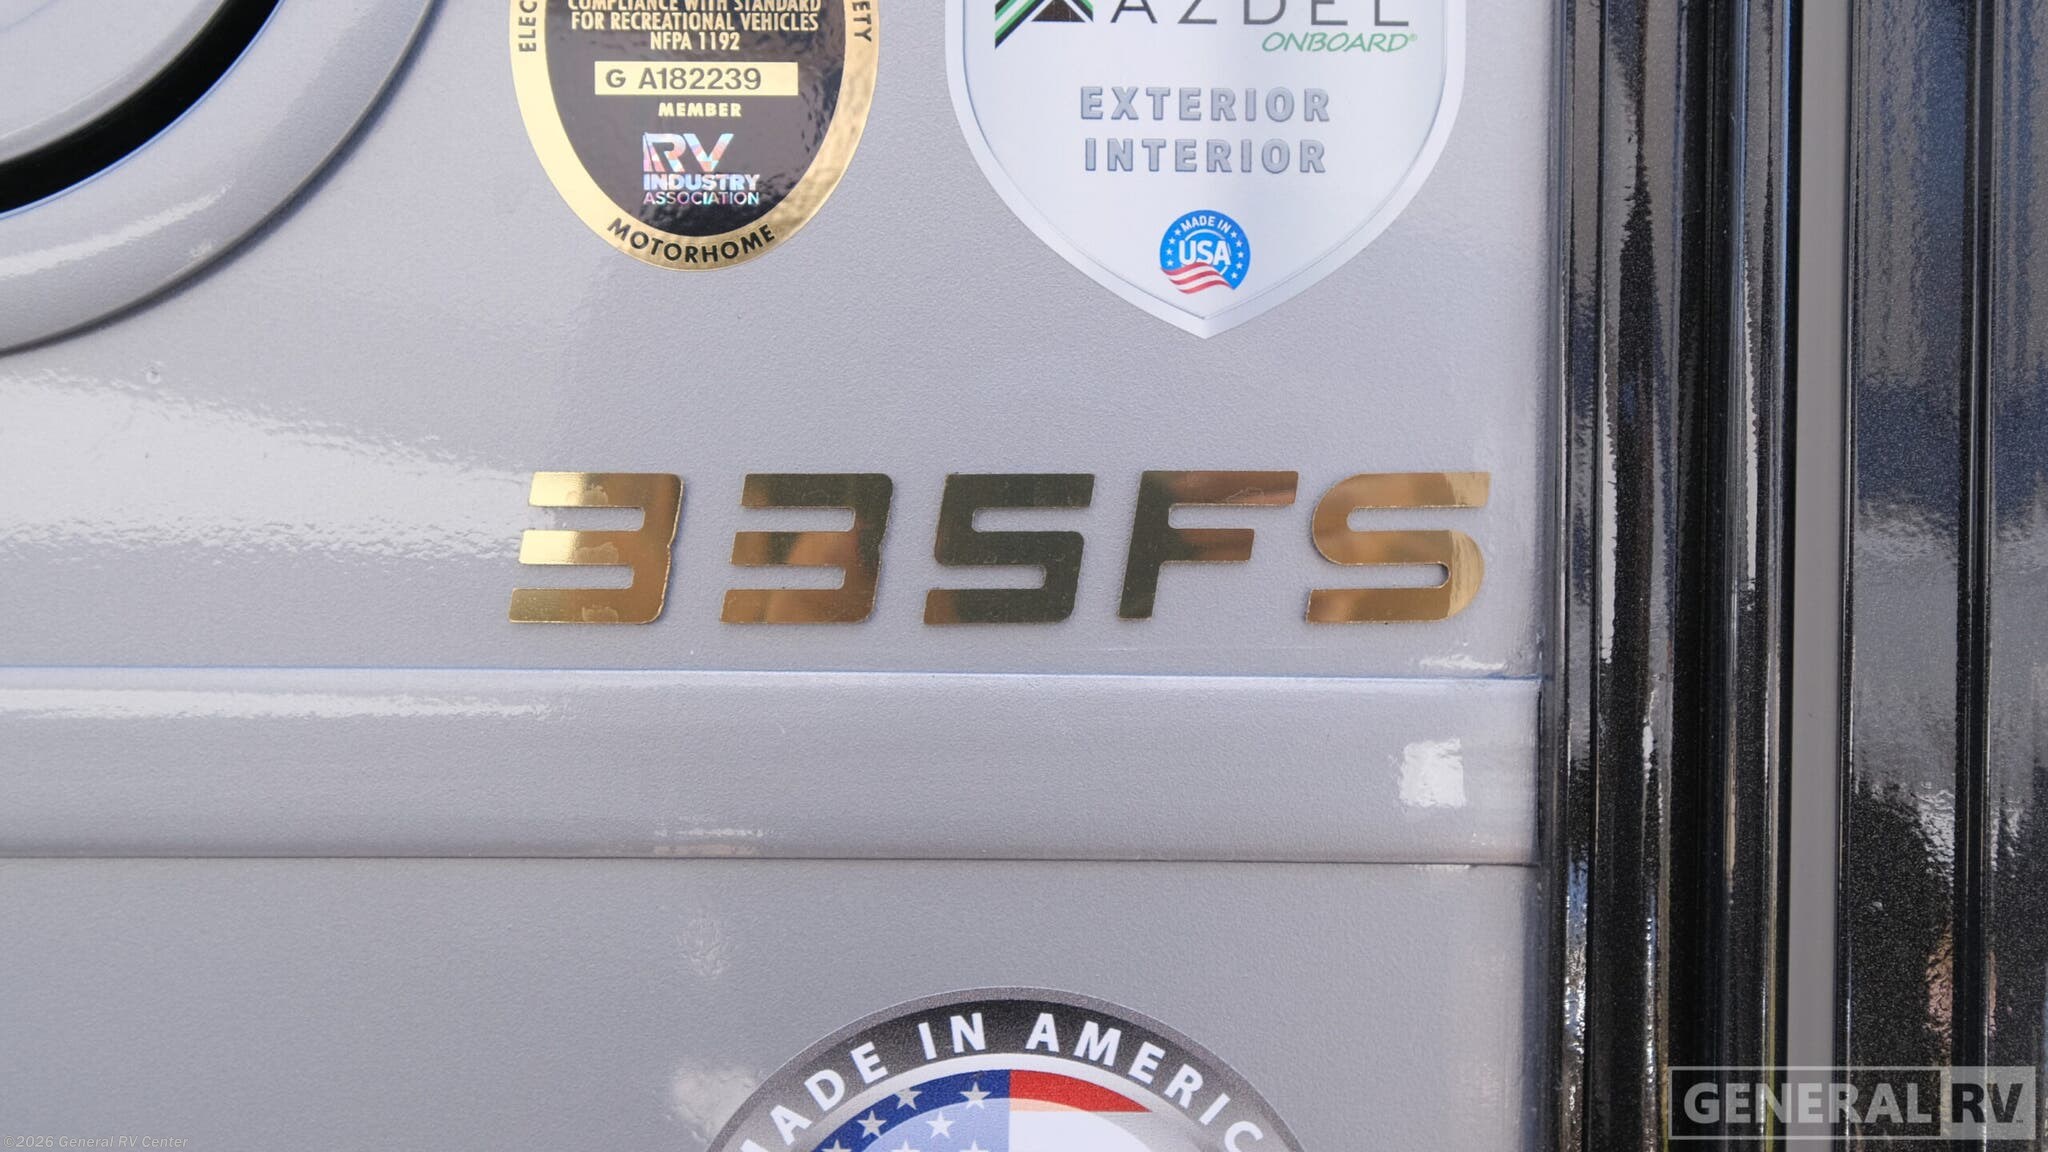 COMPLIANCE WITH STANDARD
FOR RECREATIONAL VEHICLES
NFPA 1192
G A182239
MEMBER
RV
INDUSTRY
ASSOCIATION
MOTORHOME
AZDEL
ONBOARD®
EXTERIOR
INTERIOR
MADE IN
USA
335FS
MADE IN AMERIC
GENERAL RV
©2026 General RV Center